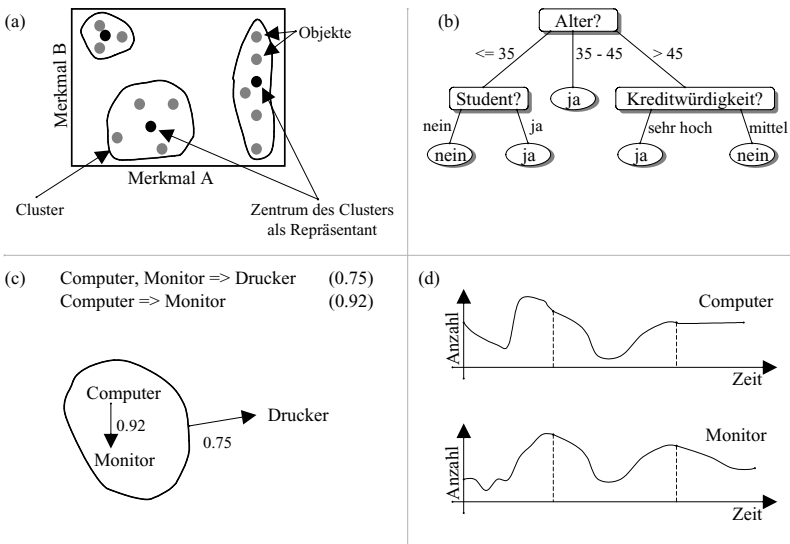 (a)
Merkmal B
Objekte
Merkmal A
Cluster
Zentrum des Clusters
als Repräsentant
(b)
Alter?
<= 35
35 - 45
> 45
Student?
ja
Kreditwürdigkeit?
nein
ja
sehr hoch
mittel
nein
ja
ja
nein
(c)
Computer, Monitor => Drucker (0.75)
Computer => Monitor (0.92)
Computer
0.92
Monitor
Drucker
0.75
(d)
Anzahl
Computer
Zeit
Anzahl
Monitor
Zeit